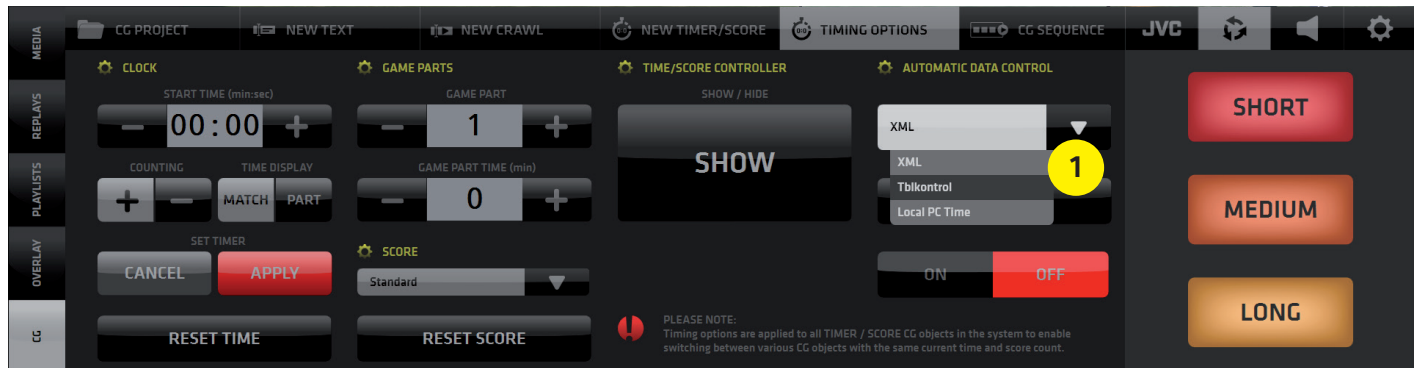 MEDIA
REPLAYS
PLAYLISTS
OVERLAY
CG
CG PROJECT
NEW TEXT
NEW CRAWL
NEW TIMER/SCORE
TIMING OPTIONS
CG SEQUENCE
JVC
CLOCK
START TIME (min:sec)
00:00
COUNTING
TIME DISPLAY
MATCH
PART
SET TIMER
CANCEL
APPLY
RESET TIME
GAME PARTS
GAME PART
1
GAME PART TIME (min)
0
SCORE
Standard
RESET SCORE
TIME/SCORE CONTROLLER
SHOW / HIDE
SHOW
PLEASE NOTE:
Timing options are applied to all TIMER / SCORE CG objects in the system to enable
switching between various CG objects with the same current time and score count.
AUTOMATIC DATA CONTROL
XML
XML
Tblkontrol
Local PC Time
1
ON
OFF
SHORT
MEDIUM
LONG